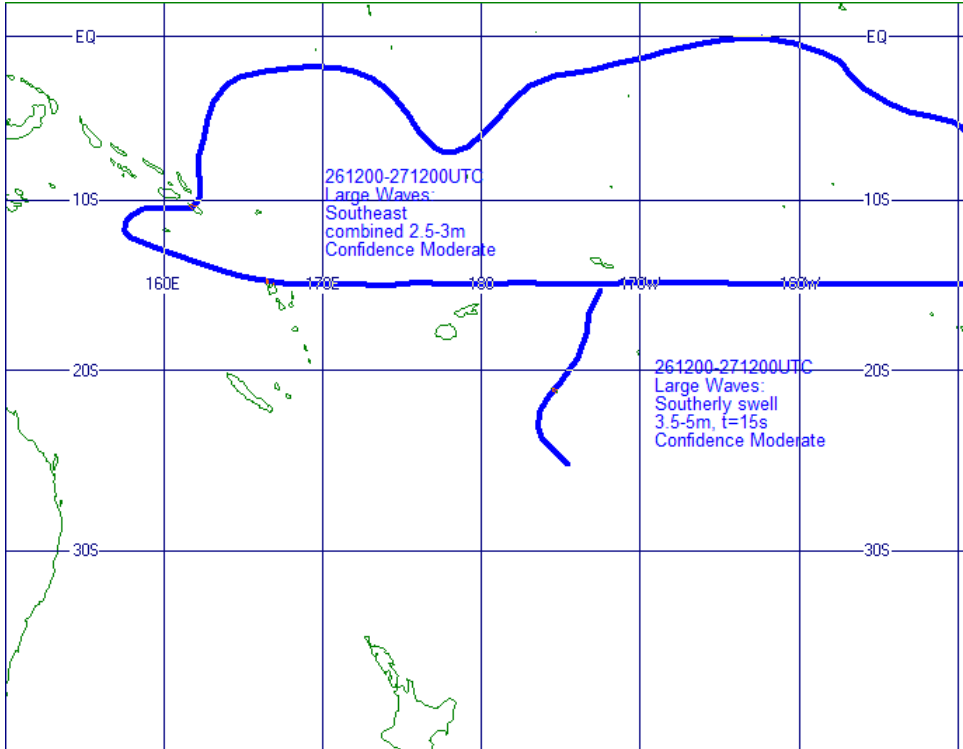 EQ
EQ
261200-271200UTC
Large Waves:
Southeast
combined 2.5-3m
Confidence Moderate
10S
10S
160E
170E
180
170W
160W
261200-271200UTC
Large Waves:
Southerly swell
3.5-5m, t=15s
Confidence Moderate
20S
20S
30S
30S